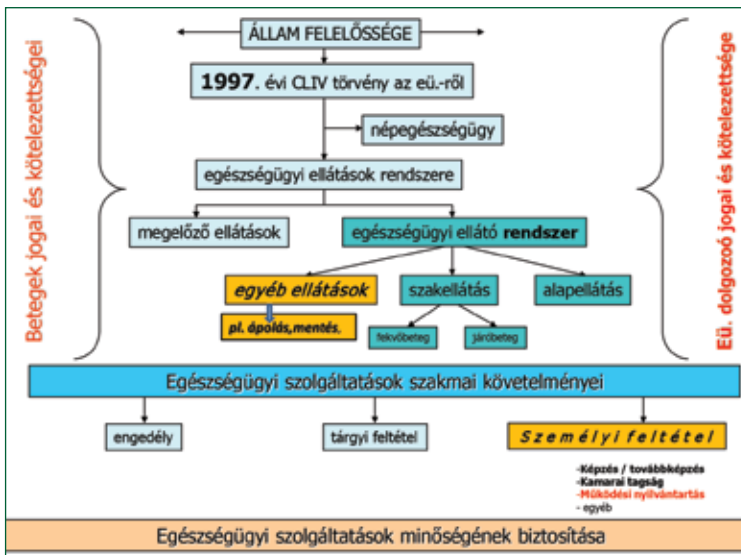 ÁLLAM FELELŐSSÉGE
1997. évi CLIV törvény az eü.-ről
népegészségügy
egészségügyi ellátások rendszere
megelőző ellátások
egészségügyi ellátó rendszer
egyéb ellátások
szakellátás
alapellátás
pl. ápolás,mentés,
fekvőbeteg
járóbeteg
Betegek jogai és kötelezettségei
Eü. dolgozoó jogai és kötelezettségei
Egészségügyi szolgáltatások szakmai követelményei
engedély
tárgyi feltétel
Személyi feltétel
-Képzés / továbbképzés
-Kamarai tagság
-Működési nyilvántartás
- egyéb
Egészségügyi szolgáltatások minőségének biztosítása